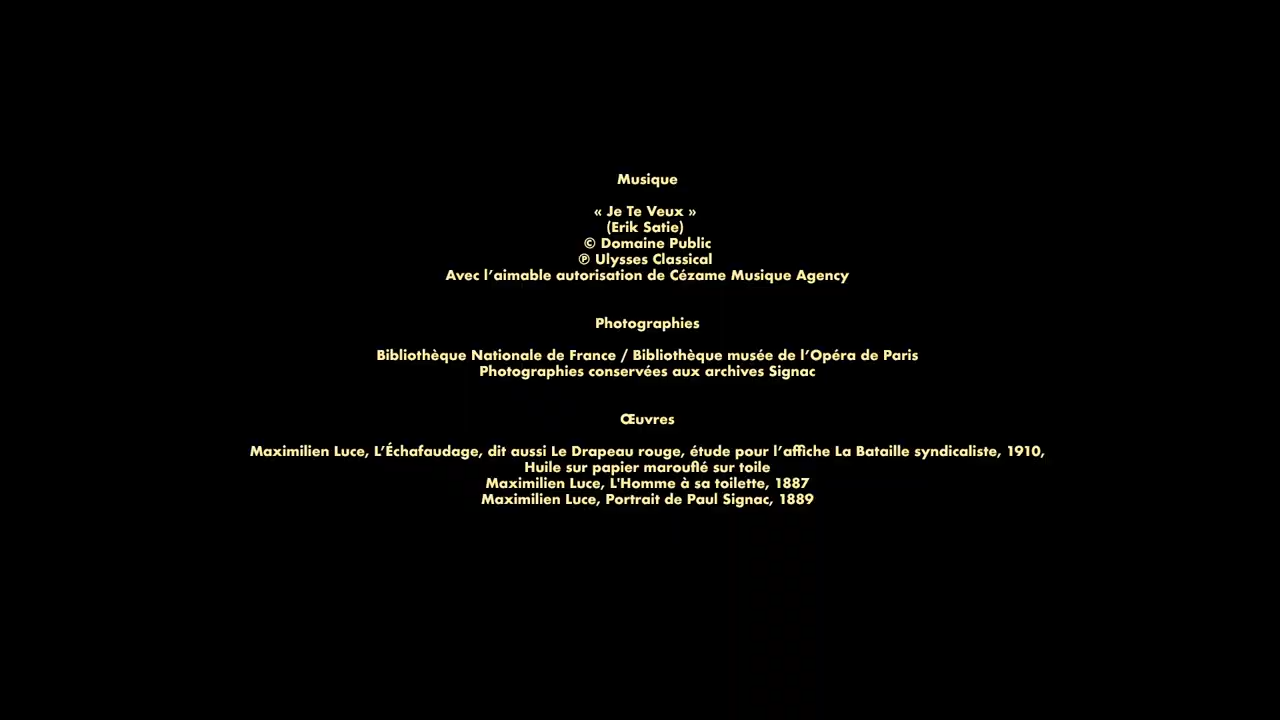 Musique
« Je Te Veux »
(Erik Satie)
© Domaine Public
℗ Ulysses Classical
Avec l’aimable autorisation de Cézame Musique Agency
Photographies
Bibliothèque Nationale de France / Bibliothèque musée de l’Opéra de Paris
Photographies conservées aux archives Signac
Œuvres
Maximilien Luce, L’Échafaudage, dit aussi Le Drapeau rouge, étude pour l’affiche La Bataille syndicaliste, 1910,
Huile sur papier marouflé sur toile
Maximilien Luce, L'Homme à sa toilette, 1887
Maximilien Luce, Portrait de Paul Signac, 1889